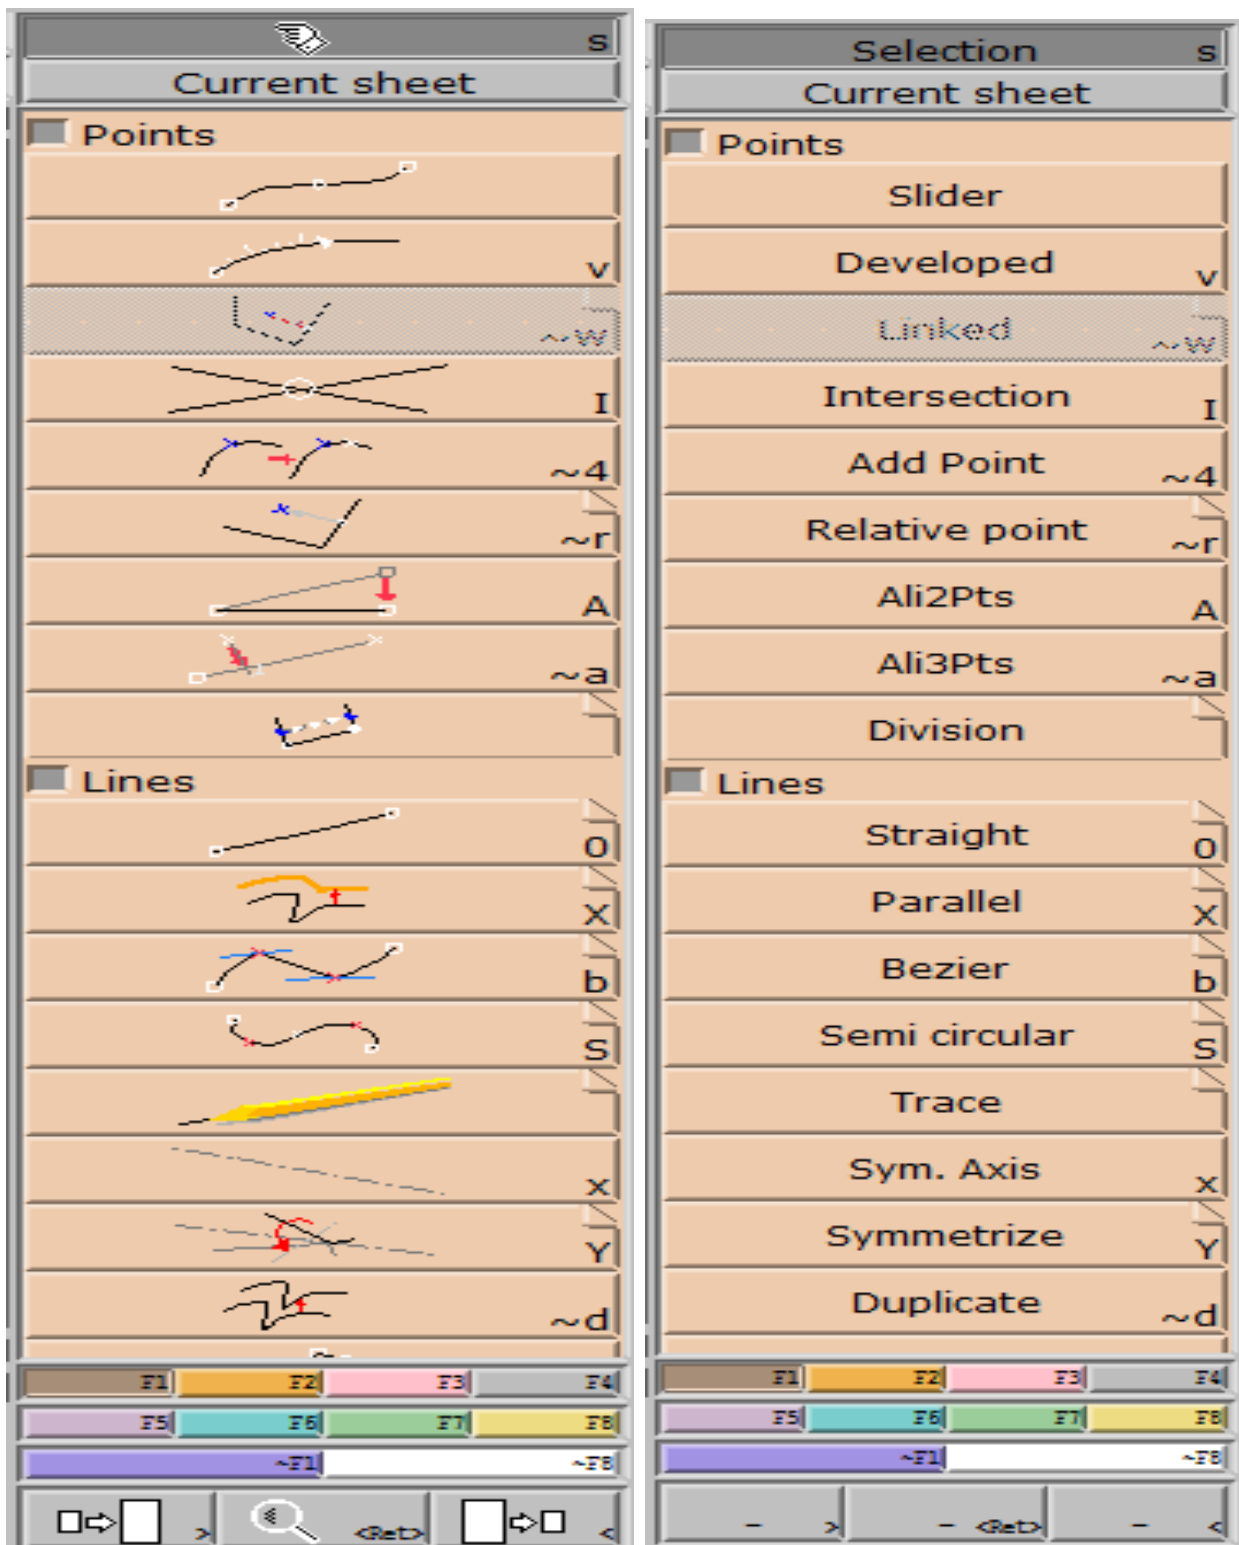 s
Current sheet
Points
v
~w
I
~4
~r
A
~a
Lines
0
X
b
S
x
Y
~d
F1 F2 F3 F4
F5 F6 F7 F8
~F1 ~F8
> <Ret> <
Selection s
Current sheet
Points
Slider
Developed v
Linked ~w
Intersection I
Add Point ~4
Relative point ~r
Ali2Pts A
Ali3Pts ~a
Division
Lines
Straight 0
Parallel X
Bezier b
Semi circular S
Trace
Sym. Axis x
Symmetrize Y
Duplicate ~d
F1 F2 F3 F4
F5 F6 F7 F8
~F1 ~F8
– > – <Ret> – <